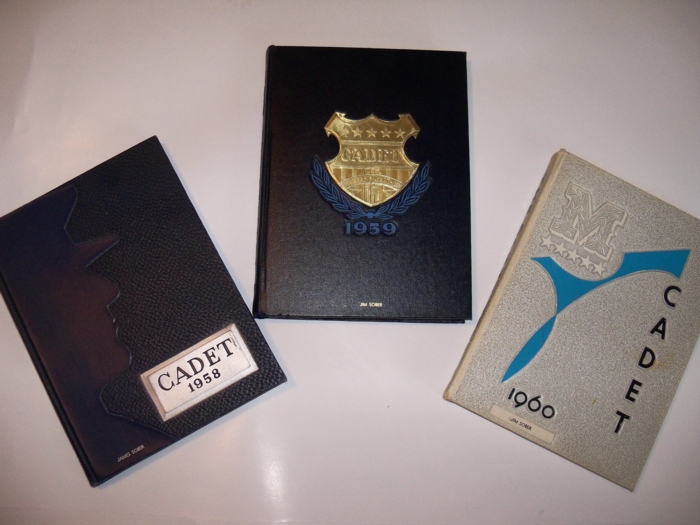 CADET
1958
JAMES SOBER
CADET
1959
JIM SOBER
M
CADET
1960
JIM SOBER